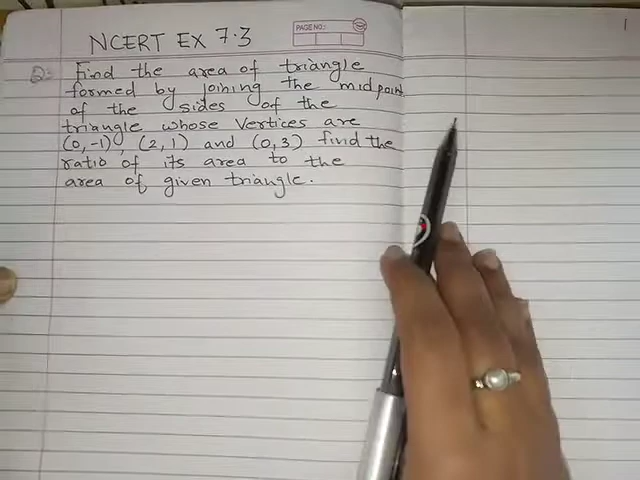 PAGE NO.:
NCERT EX 7.3
Q:- Find the area of triangle
formed by joining the midpoint
of the sides of the
triangle whose vertices are
(0,-1), (2,1) and (0,3) find the
ratio of its area to the
area of given triangle.